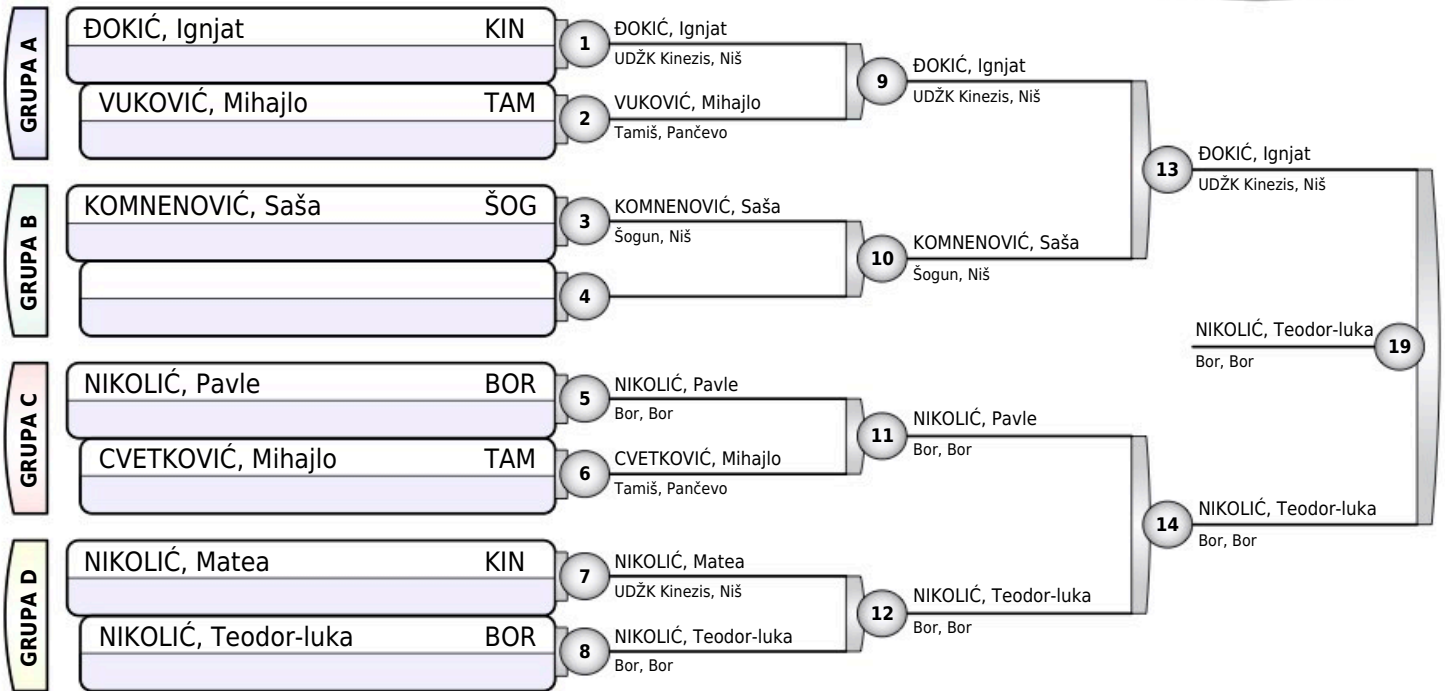 GRUPA A
ĐOKIĆ, Ignjat KIN
VUKOVIĆ, Mihajlo TAM
1
ĐOKIĆ, Ignjat
UDŽK Kinezis, Niš
2
VUKOVIĆ, Mihajlo
Tamiš, Pančevo
9
ĐOKIĆ, Ignjat
UDŽK Kinezis, Niš
GRUPA B
KOMNENOVIĆ, Saša ŠOG
3
KOMNENOVIĆ, Saša
Šogun, Niš
4
10
KOMNENOVIĆ, Saša
Šogun, Niš
13
ĐOKIĆ, Ignjat
UDŽK Kinezis, Niš
GRUPA C
NIKOLIĆ, Pavle BOR
CVETKOVIĆ, Mihajlo TAM
5
NIKOLIĆ, Pavle
Bor, Bor
6
CVETKOVIĆ, Mihajlo
Tamiš, Pančevo
11
NIKOLIĆ, Pavle
Bor, Bor
GRUPA D
NIKOLIĆ, Matea KIN
NIKOLIĆ, Teodor-luka BOR
7
NIKOLIĆ, Matea
UDŽK Kinezis, Niš
8
NIKOLIĆ, Teodor-luka
Bor, Bor
12
NIKOLIĆ, Teodor-luka
Bor, Bor
14
NIKOLIĆ, Teodor-luka
Bor, Bor
NIKOLIĆ, Teodor-luka
Bor, Bor
19